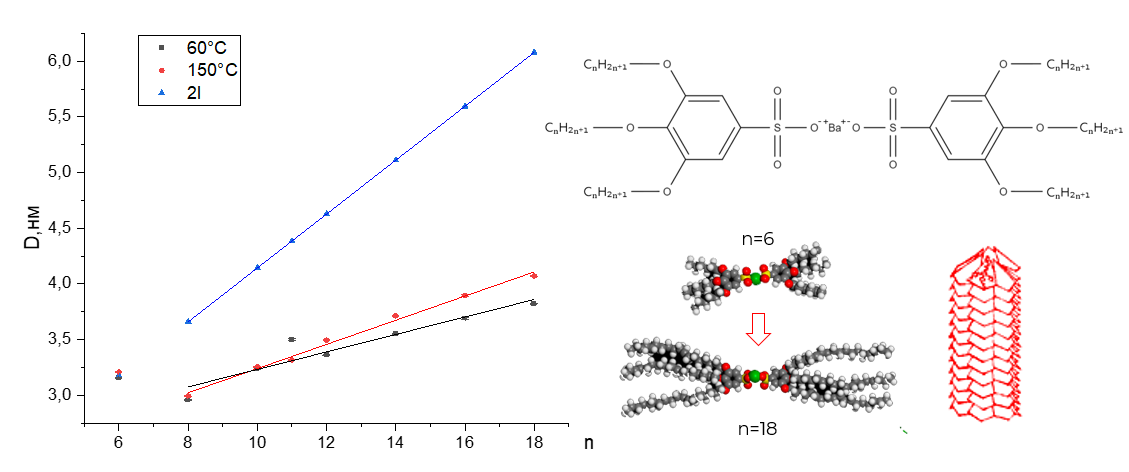 60°C
150°C
2l
D,нм
6,0
5,5
5,0
4,5
4,0
3,5
3,0
6 8 10 12 14 16 18
n
CnH2n+1 O O CnH2n+1
O O
CnH2n+1 O S O-+Ba+-O S O CnH2n+1
O O
CnH2n+1 O O CnH2n+1
n=6
n=18